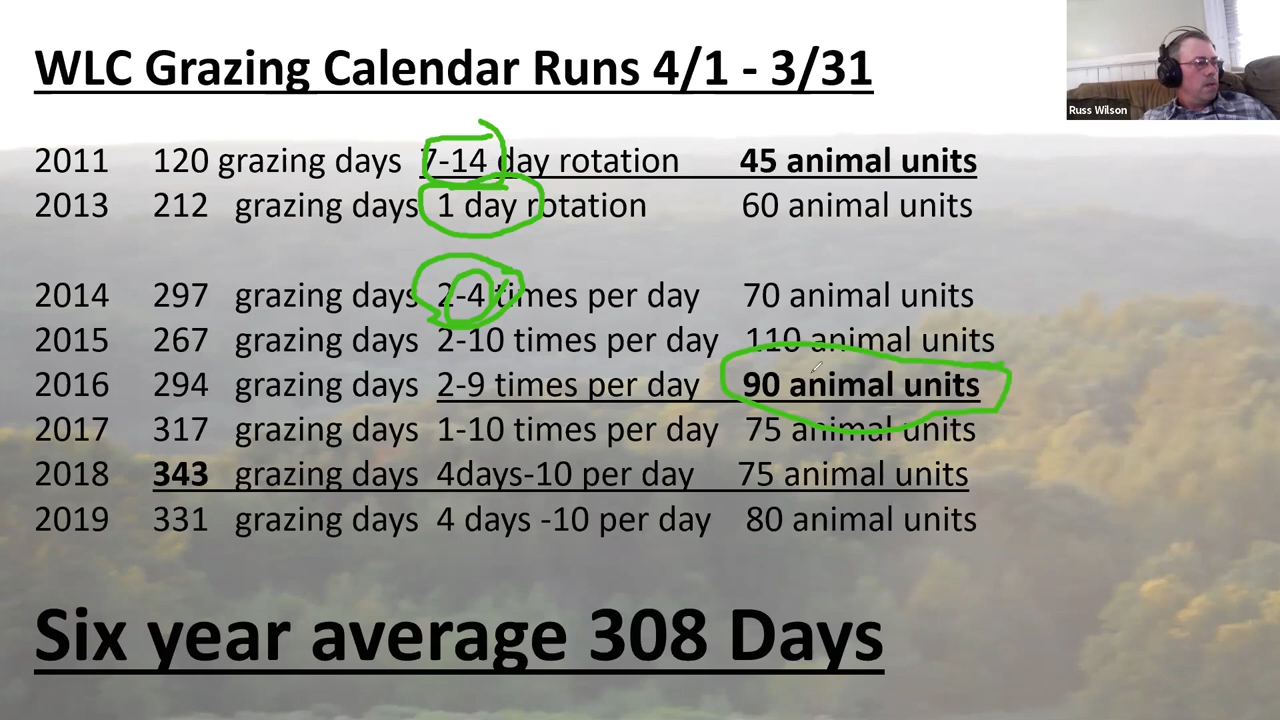 WLC Grazing Calendar Runs 4/1 - 3/31
Russ Wilson
2011 120 grazing days 7-14 day rotation 45 animal units
2013 212 grazing days 1 day rotation 60 animal units
2014 297 grazing days 2-4 times per day 70 animal units
2015 267 grazing days 2-10 times per day 110 animal units
2016 294 grazing days 2-9 times per day 90 animal units
2017 317 grazing days 1-10 times per day 75 animal units
2018 343 grazing days 4days-10 per day 75 animal units
2019 331 grazing days 4 days -10 per day 80 animal units
Six year average 308 Days